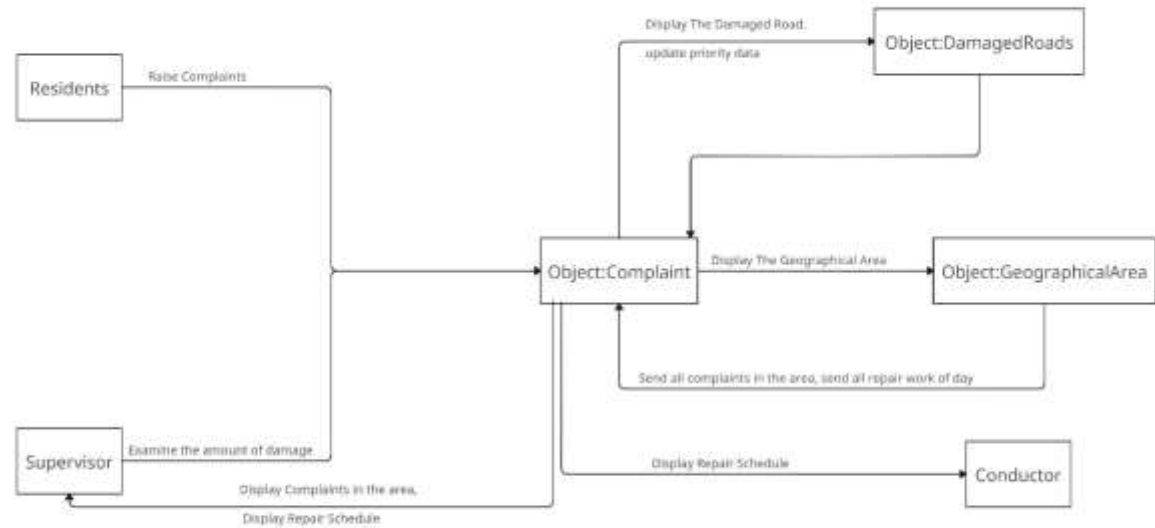 Display The Damaged Road.
Object:DamagedRoads
update priority data
Raise Complaints
Residents
Display The Geographical Area
Object:Complaint
Object:GeographicalArea
Send all complaints in the area, send all repair work of day
Examine the amount of damage
Supervisor
Display Repair Schedule
Conductor
Display Complaints in the area,
Display Repair Schedule